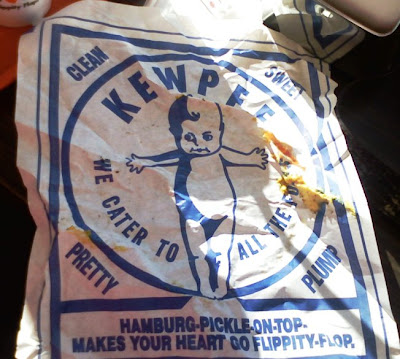 CLEAN SWEET
KEWPEE
WE CATER TO ALL THE
PRETTY PLUMP
HAMBURG-PICKLE-ON-TOP-
MAKES YOUR HEART GO FLIPPITY-FLOP.